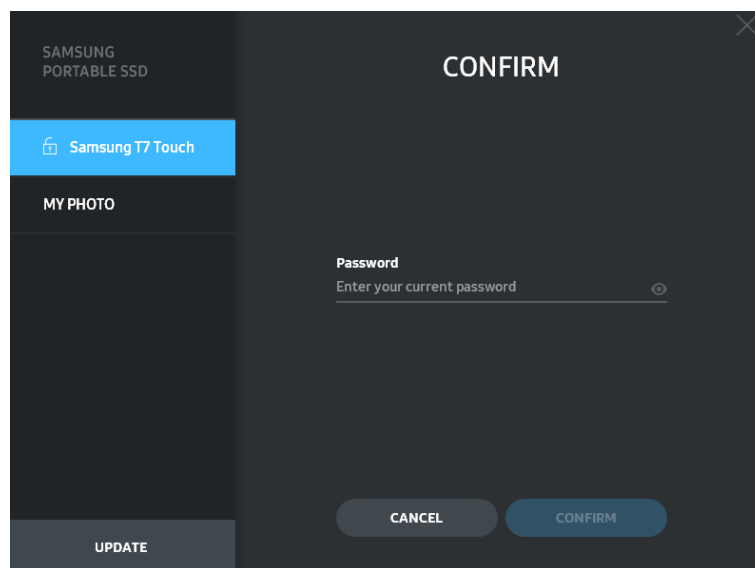 SAMSUNG
PORTABLE SSD
Samsung T7 Touch
MY PHOTO
UPDATE
CONFIRM
Password
Enter your current password
CANCEL
CONFIRM